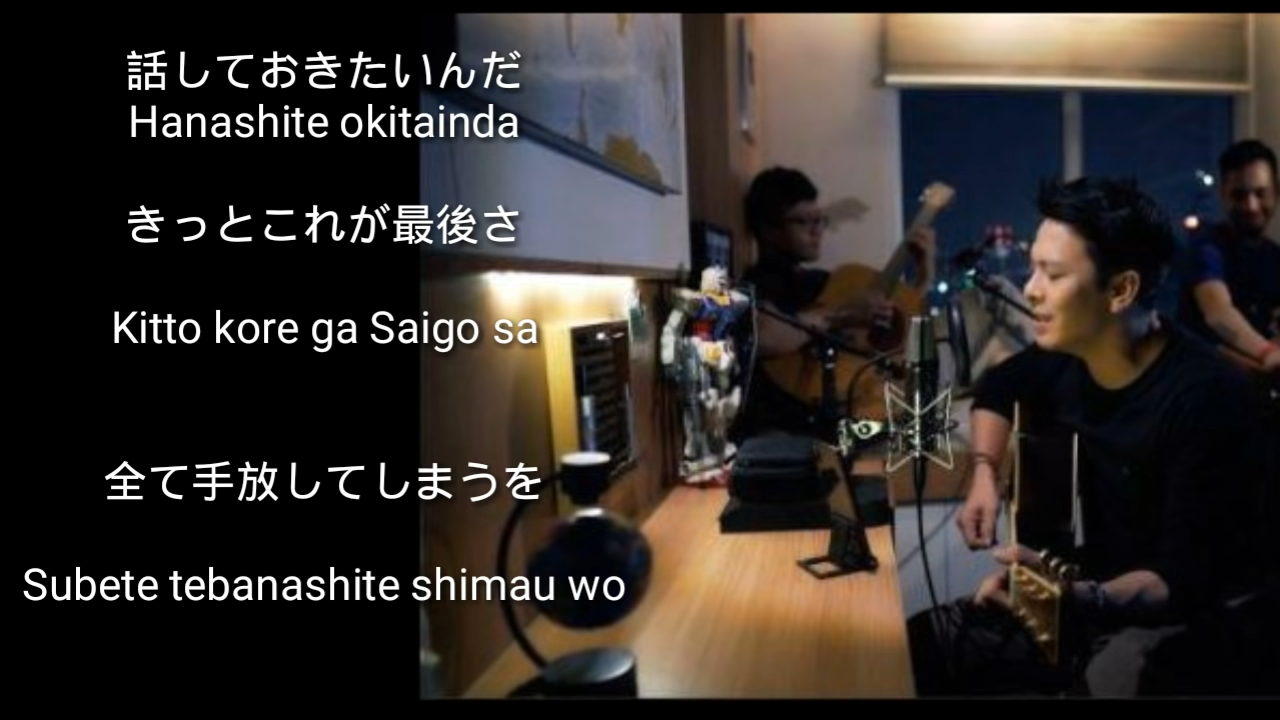 話しておきたいんだ
Hanashite okitainda
きっとこれが最後さ
Kitto kore ga Saigo sa
全て手放してしまうを
Subete tebanashite shimau wo